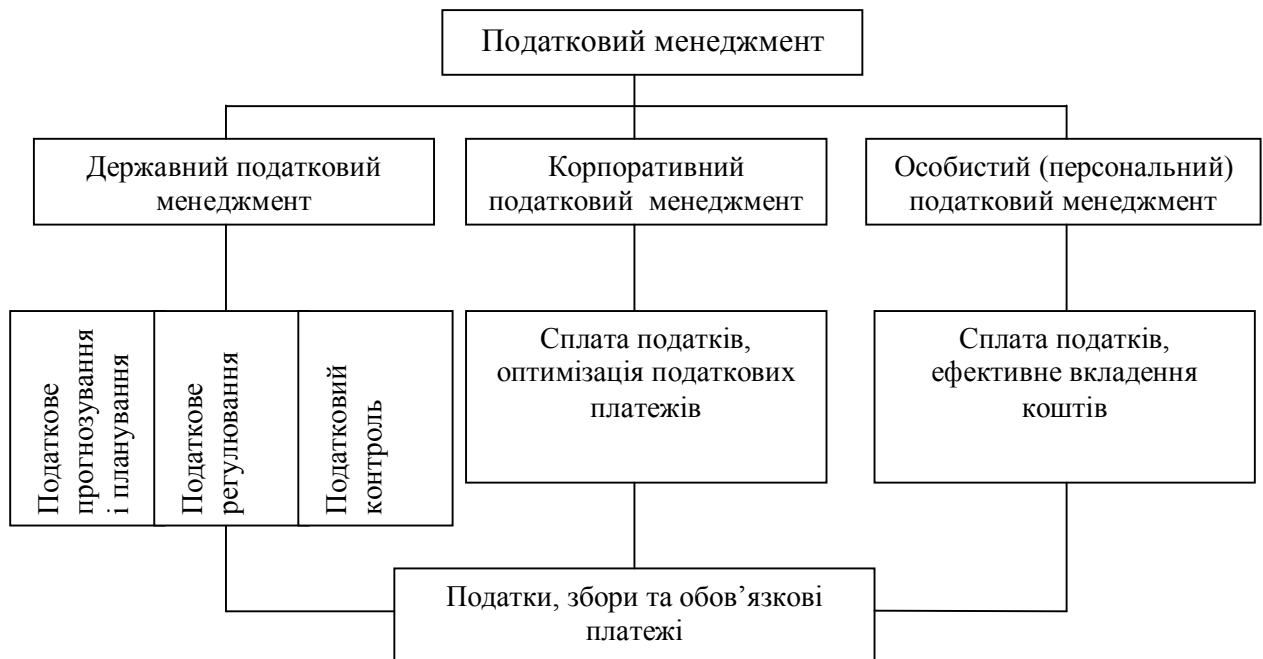 Податковий менеджмент
Державний податковий
менеджмент
Корпоративний
податковий менеджмент
Особистий (персональний)
податковий менеджмент
Податкове
прогнозування
і планування
Податкове
регулювання
Податковий
контроль
Сплата податків,
оптимізація податкових
платежів
Сплата податків,
ефективне вкладення
коштів
Податки, збори та обов’язкові
платежі